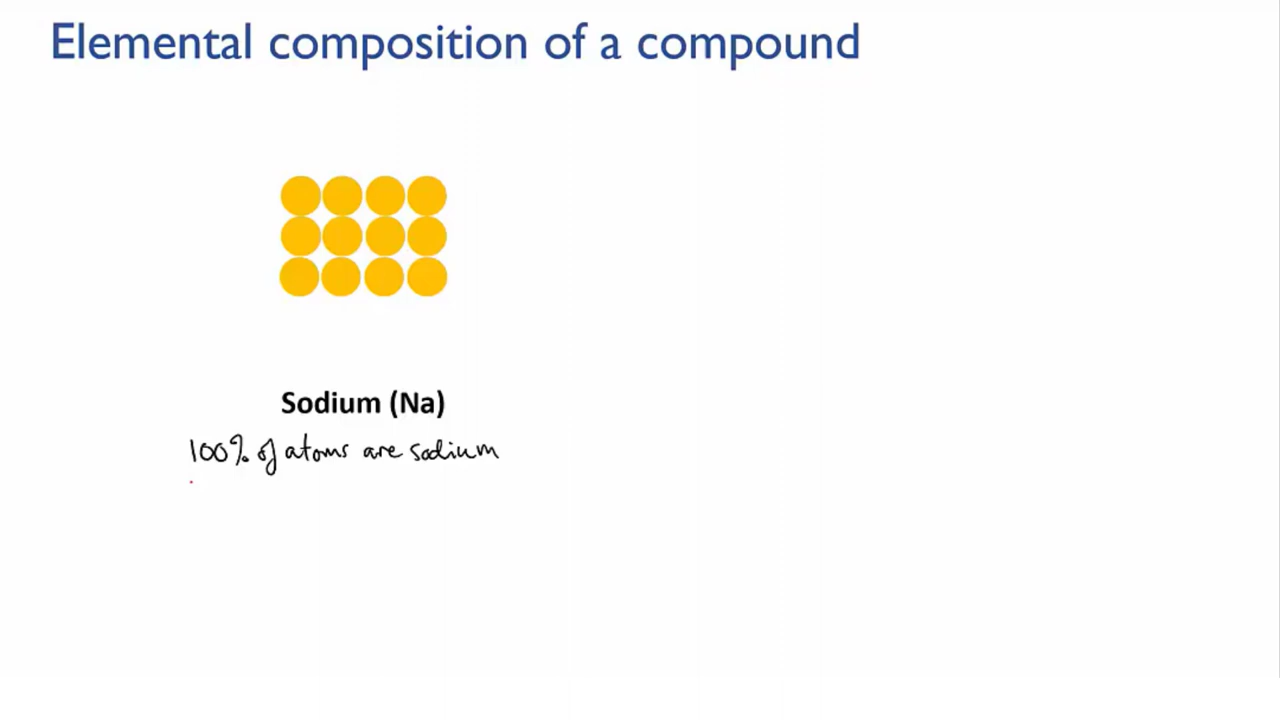 Elemental composition of a compound
Sodium (Na)
100% of atoms are sodium